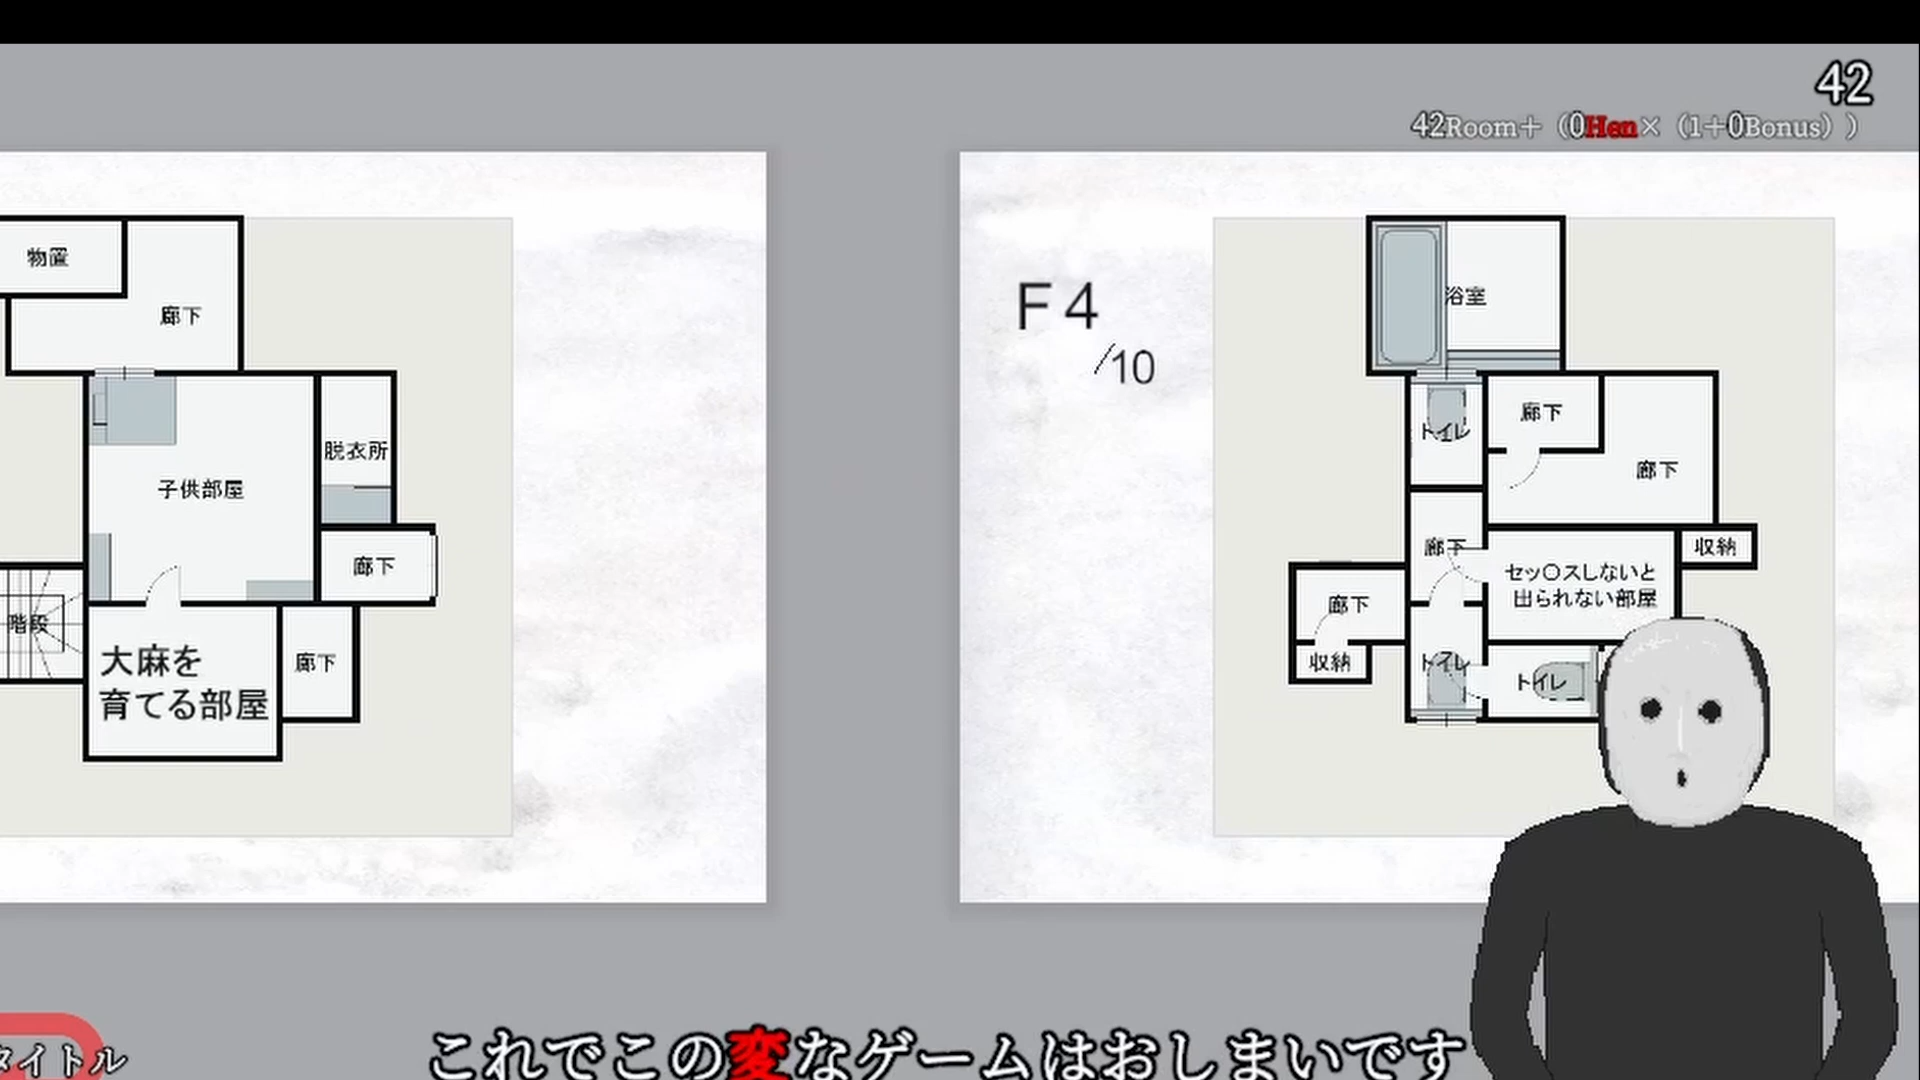 42
42Room+（0Hen×（1+0Bonus））
物置
廊下
子供部屋
脱衣所
廊下
階段
大麻を
育てる部屋
廊下
F4
/10
浴室
トイレ
廊下
廊下
廊下
収納
セッ〇スしないと
出られない部屋
廊下
収納
トイレ
トイレ
タイトル
これでこの変なゲームはおしまいです